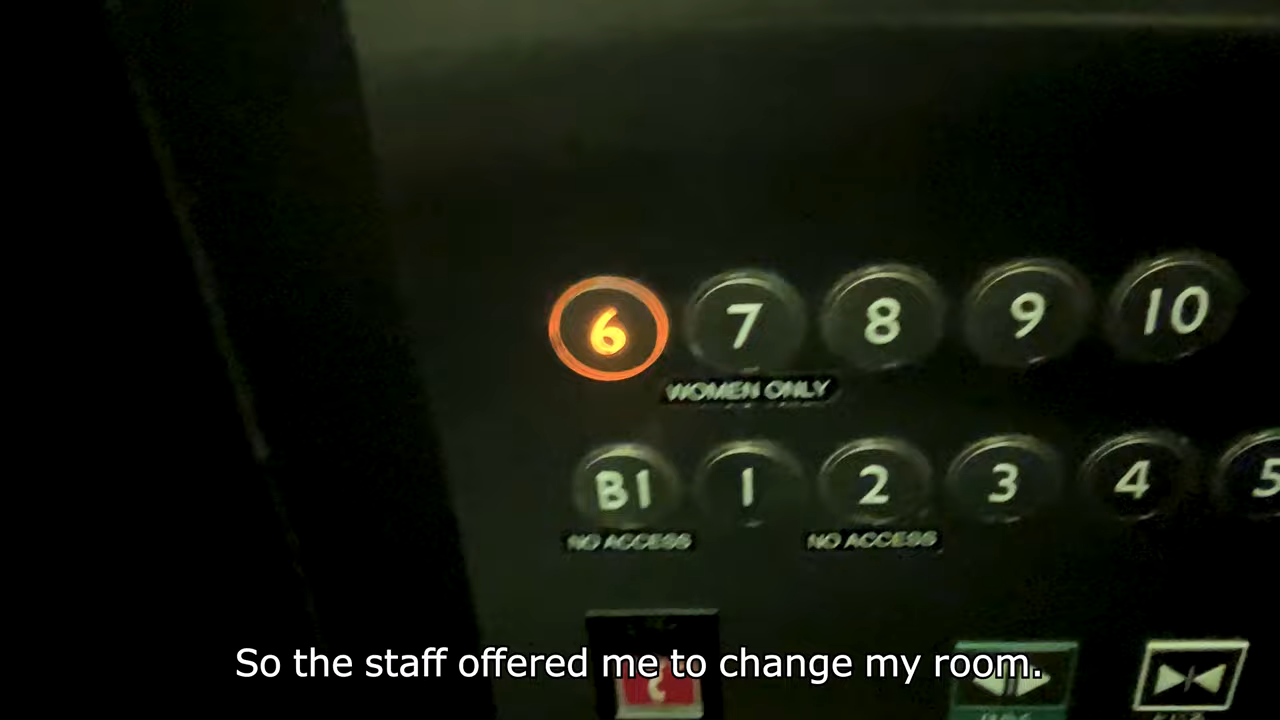 6 7 8 9 10
WOMEN ONLY
B1 1 2 3 4 5
NO ACCESS NO ACCESS
So the staff offered me to change my room.